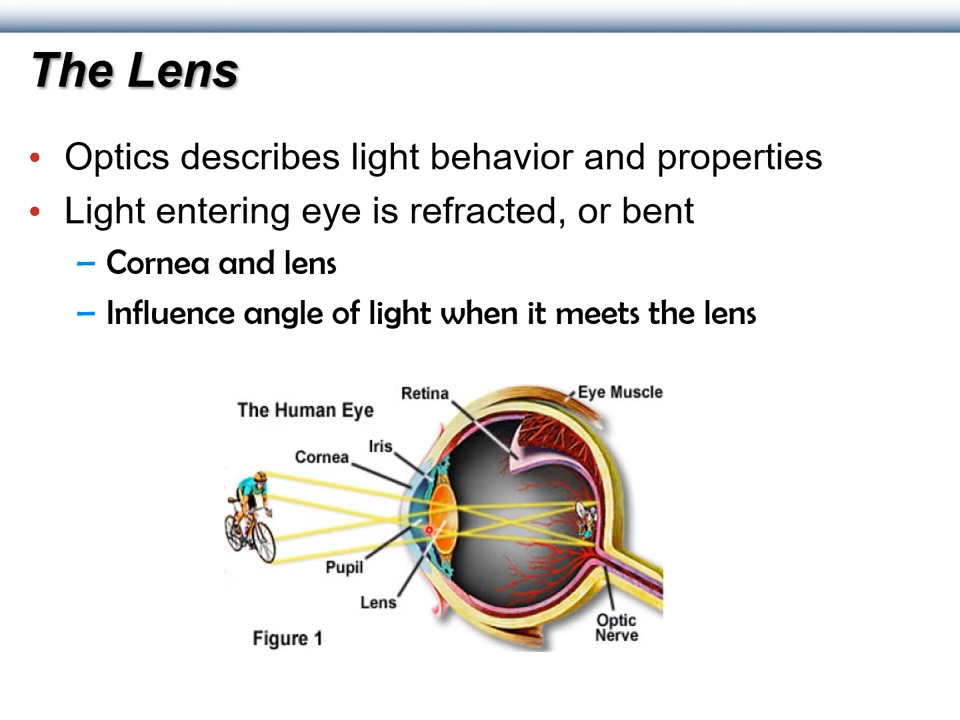 The Lens
• Optics describes light behavior and properties
• Light entering eye is refracted, or bent
– Cornea and lens
– Influence angle of light when it meets the lens
Retina
Eye Muscle
The Human Eye
Iris
Cornea
Pupil
Lens
Optic
Nerve
Figure 1